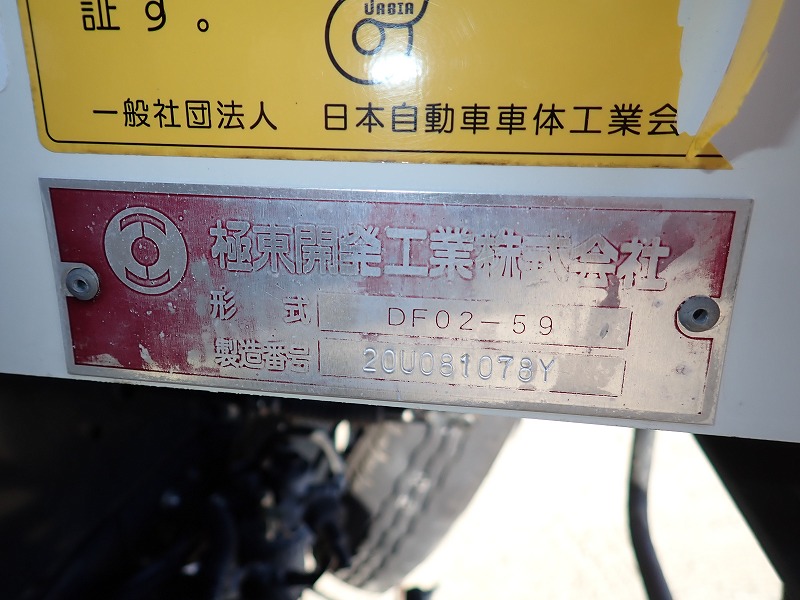 証す。
JABIA
一般社団法人 日本自動車車体工業会
極東開発工業株式会社
形式 DF02-59
製造番号 20U081078Y